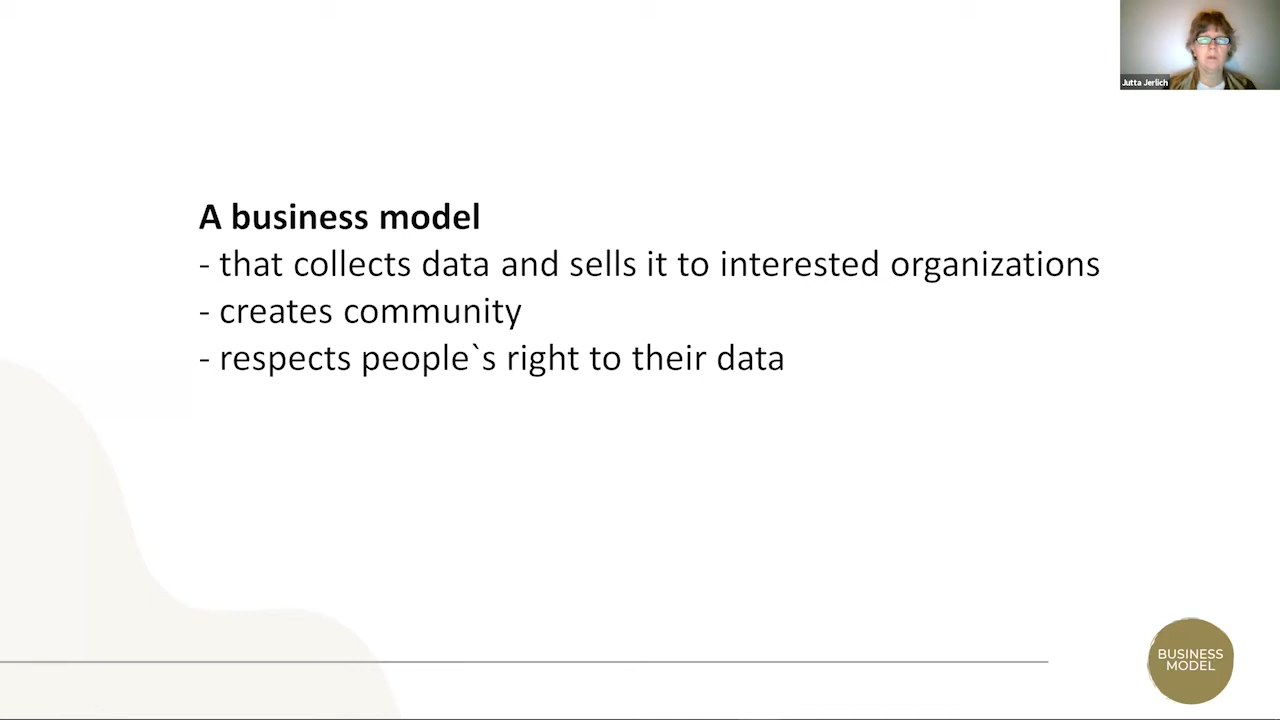 Jutta Jerlich
A business model
- that collects data and sells it to interested organizations
- creates community
- respects people`s right to their data
BUSINESS
MODEL